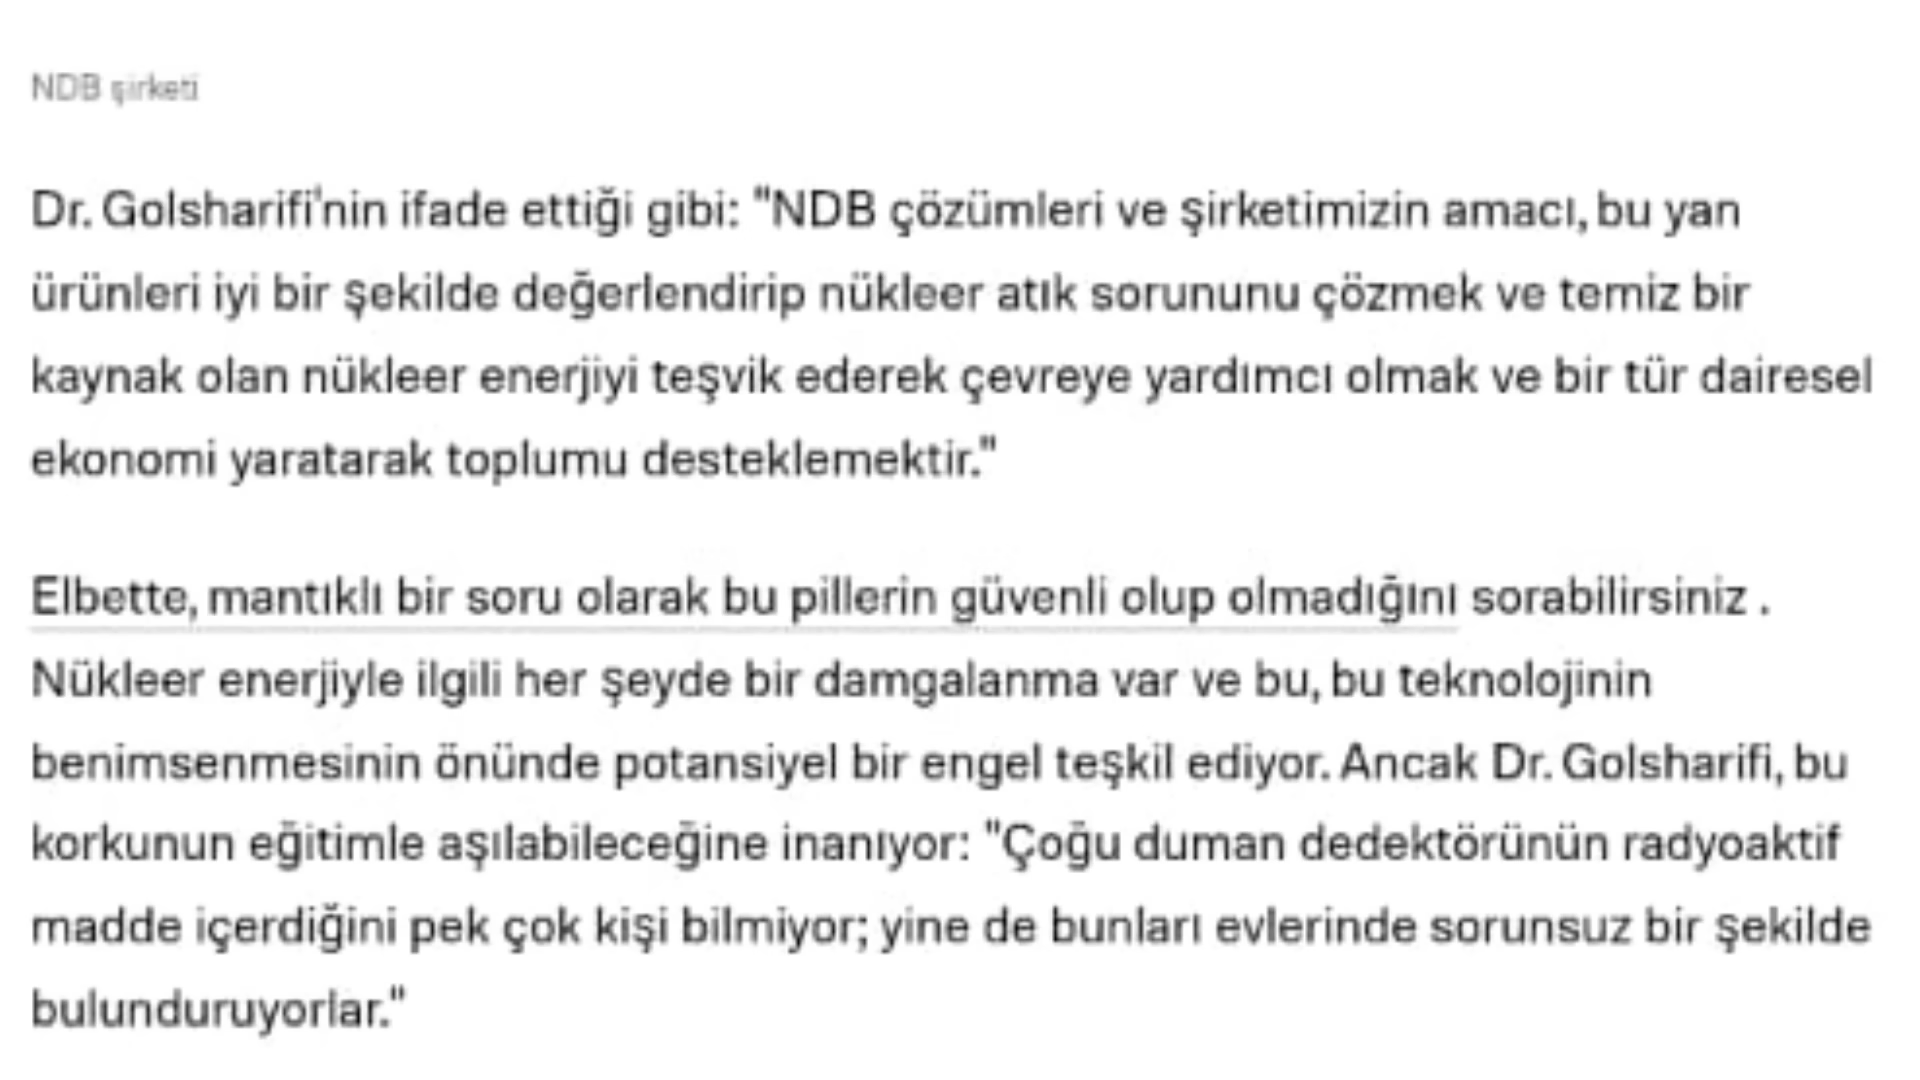 NDB şirketi
Dr. Golsharifi'nin ifade ettiği gibi: "NDB çözümleri ve şirketimizin amacı, bu yan
ürünleri iyi bir şekilde değerlendirip nükleer atık sorununu çözmek ve temiz bir
kaynak olan nükleer enerjiyi teşvik ederek çevreye yardımcı olmak ve bir tür dairesel
ekonomi yaratarak toplumu desteklemektir."
Elbette, mantıklı bir soru olarak bu pillerin güvenli olup olmadığını sorabilirsiniz .
Nükleer enerjiyle ilgili her şeyde bir damgalanma var ve bu, bu teknolojinin
benimsenmesinin önünde potansiyel bir engel teşkil ediyor. Ancak Dr. Golsharifi, bu
korkunun eğitimle aşılabileceğine inanıyor: "Çoğu duman dedektörünün radyoaktif
madde içerdiğini pek çok kişi bilmiyor; yine de bunları evlerinde sorunsuz bir şekilde
bulunduruyorlar."